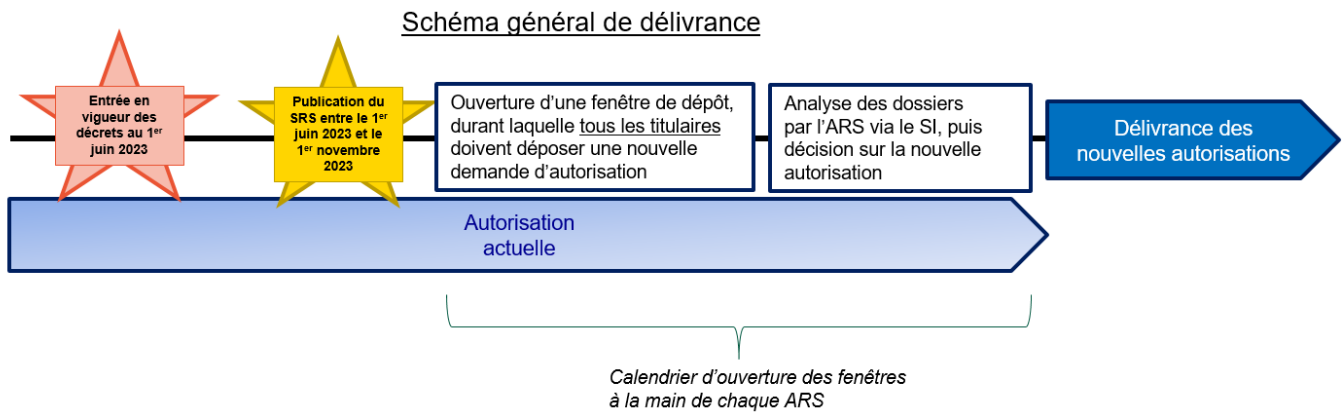 Schéma général de délivrance
Entrée en
vigueur des
décrets au 1er
juin 2023
Publication du
SRS entre le 1er
juin 2023 et le
1er novembre
2023
Ouverture d’une fenêtre de dépôt,
durant laquelle tous les titulaires
doivent déposer une nouvelle
demande d’autorisation
Analyse des dossiers
par l’ARS via le SI, puis
décision sur la nouvelle
autorisation
Délivrance des
nouvelles autorisations
Autorisation
actuelle
Calendrier d’ouverture des fenêtres
à la main de chaque ARS